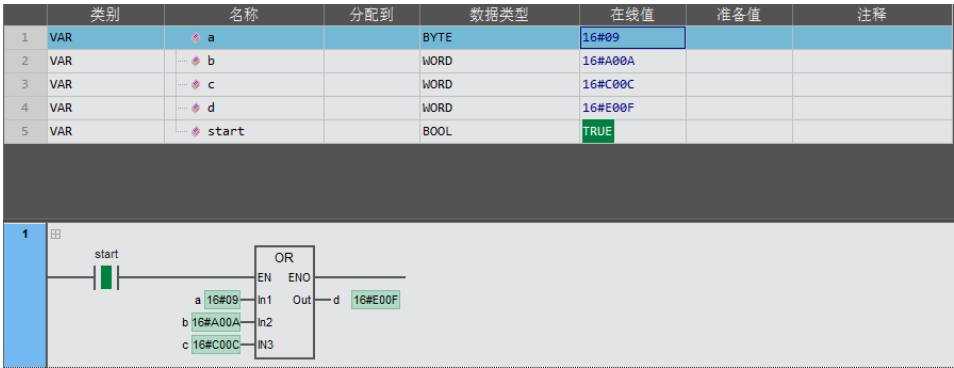 类别 名称 分配到 数据类型 在线值 准备值 注释
1 VAR a BYTE 16#09
2 VAR b WORD 16#A00A
3 VAR c WORD 16#C00C
4 VAR d WORD 16#E00F
5 VAR start BOOL TRUE
1
start
OR
EN ENO
a 16#09 In1 Out d 16#E00F
b 16#A00A In2
c 16#C00C IN3